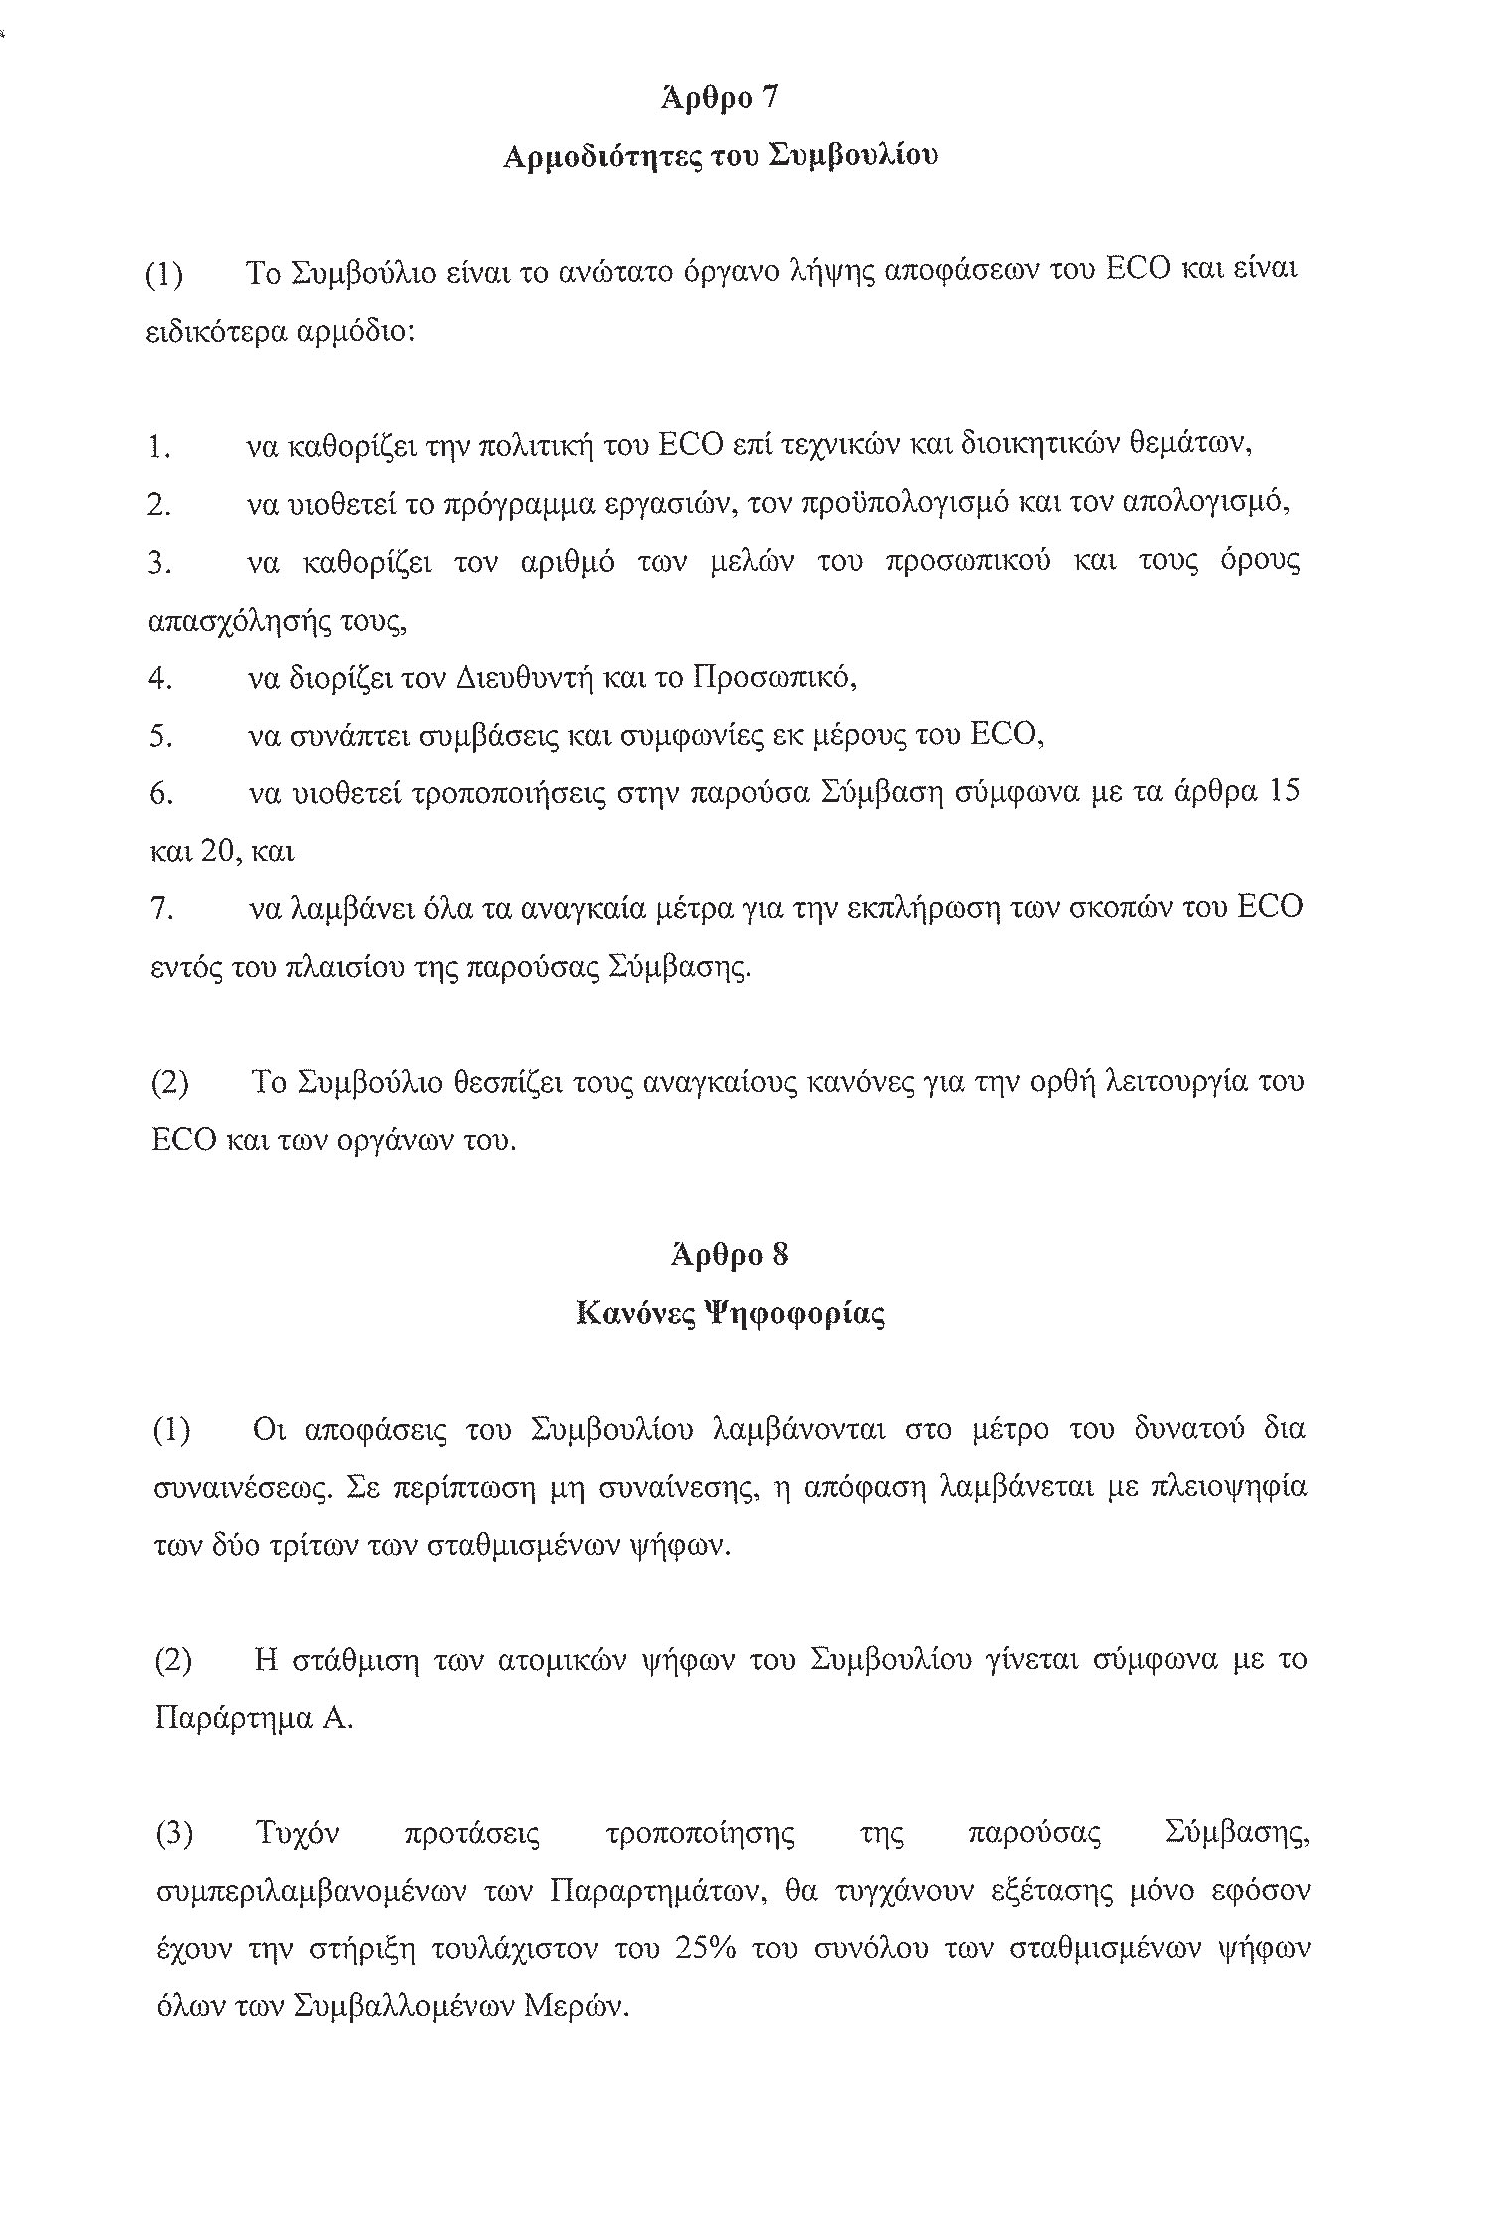 Άρθρο 7
Αρμοδιότητες του Συμβουλίου
(1) Το Συμβούλιο είναι το ανώτατο όργανο λήψης αποφάσεων του ECO και είναι
ειδικότερα αρμόδιο:
1. να καθορίζει την πολιτική του ECO επί τεχνικών και διοικητικών θεμάτων,
2. να υιοθετεί το πρόγραμμα εργασιών, τον προϋπολογισμό και τον απολογισμό,
3. να καθορίζει τον αριθμό των μελών του προσωπικού και τους όρους
απασχόλησής τους,
4. να διορίζει τον Διευθυντή και το Προσωπικό,
5. να συνάπτει συμβάσεις και συμφωνίες εκ μέρους του ECO,
6. να υιοθετεί τροποποιήσεις στην παρούσα Σύμβαση σύμφωνα με τα άρθρα 15
και 20, και
7. να λαμβάνει όλα τα αναγκαία μέτρα για την εκπλήρωση των σκοπών του ECO
εντός του πλαισίου της παρούσας Σύμβασης.
(2) Το Συμβούλιο θεσπίζει τους αναγκαίους κανόνες για την ορθή λειτουργία του
ECO και των οργάνων του.
Άρθρο 8
Κανόνες Ψηφοφορίας
(1) Οι αποφάσεις του Συμβουλίου λαμβάνονται στο μέτρο του δυνατού δια
συναινέσεως. Σε περίπτωση μη συναίνεσης, η απόφαση λαμβάνεται με πλειοψηφία
των δύο τρίτων των σταθμισμένων ψήφων.
(2) Η στάθμιση των ατομικών ψήφων του Συμβουλίου γίνεται σύμφωνα με το
Παράρτημα Α.
(3) Τυχόν προτάσεις τροποποίησης της παρούσας Σύμβασης,
συμπεριλαμβανομένων των Παραρτημάτων, θα τυγχάνουν εξέτασης μόνο εφόσον
έχουν την στήριξη τουλάχιστον του 25% του συνόλου των σταθμισμένων ψήφων
όλων των Συμβαλλομένων Μερών.